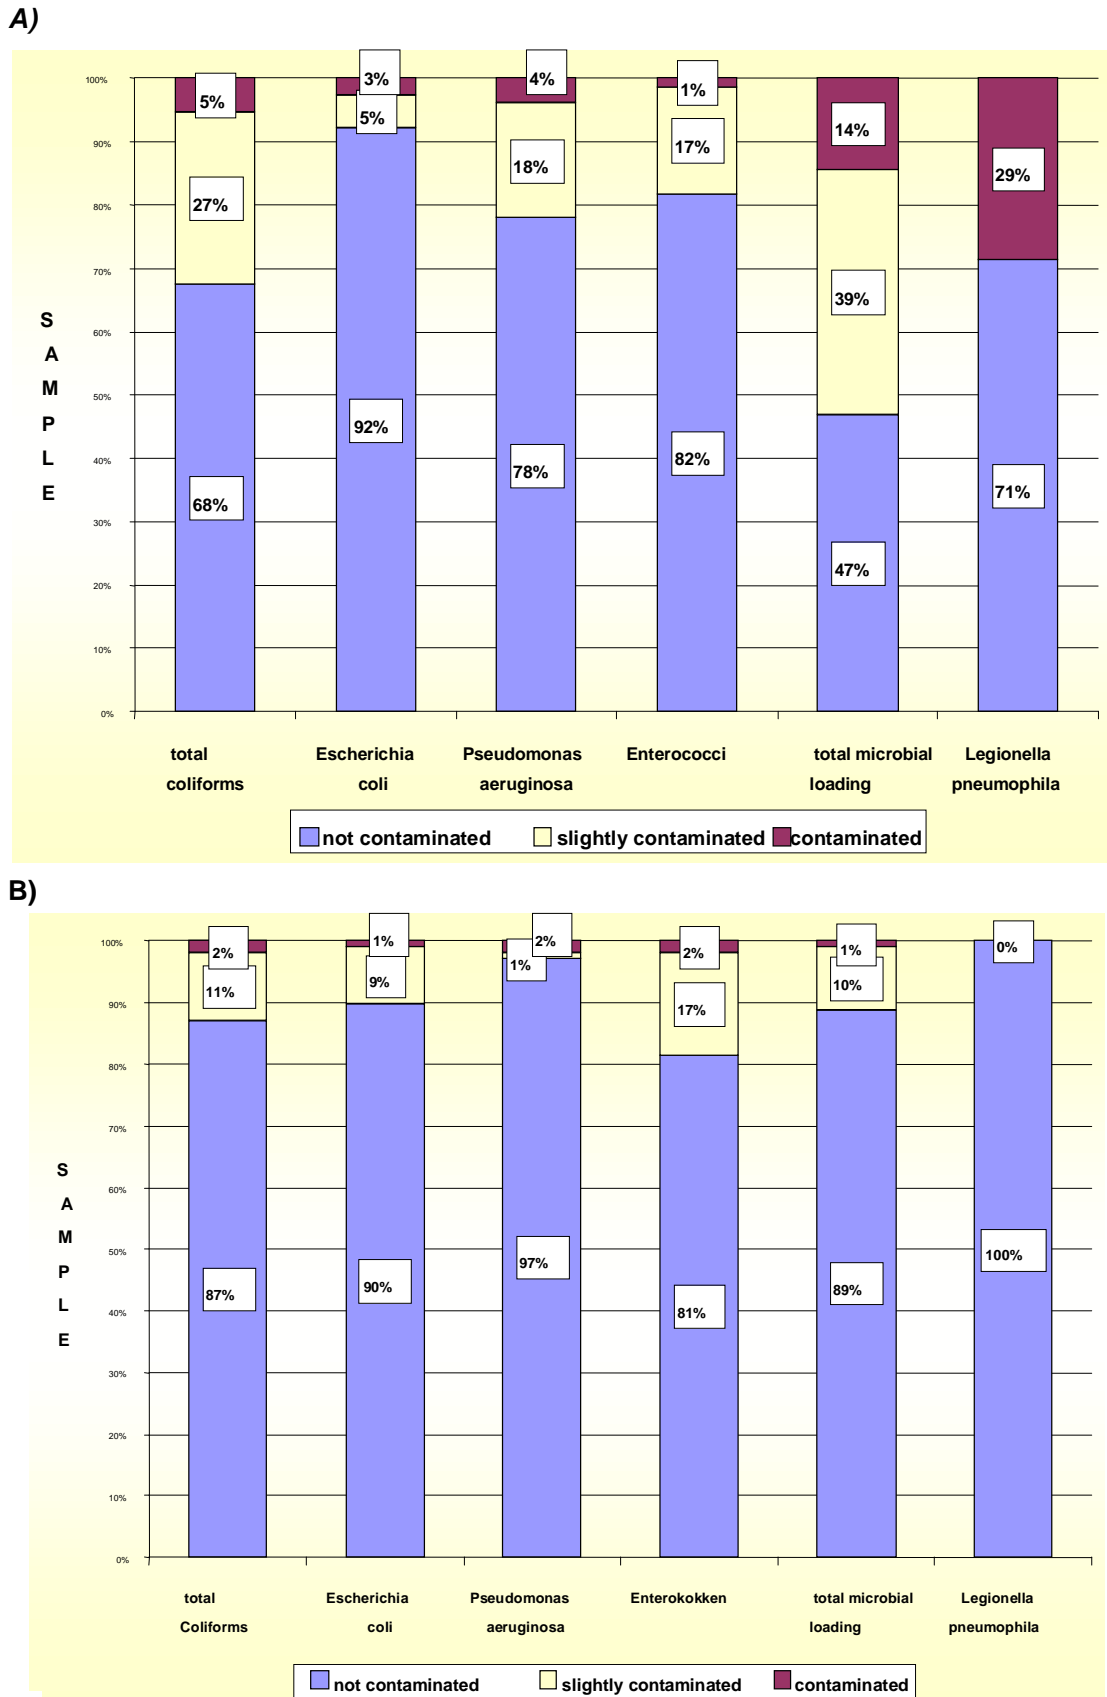 A)
100%
90%
80%
70%
60%
50%
40%
30%
20%
10%
0%
S
A
M
P
L
E
5%
27%
68%
3%
5%
92%
4%
18%
78%
1%
17%
82%
14%
39%
47%
29%
71%
total
coliforms
Escherichia
coli
Pseudomonas
aeruginosa
Enterococci
total microbial
loading
Legionella
pneumophila
not contaminated
slightly contaminated
contaminated
B)
100%
90%
80%
70%
60%
50%
40%
30%
20%
10%
0%
S
A
M
P
L
E
2%
11%
87%
1%
9%
90%
2%
1%
97%
2%
17%
81%
1%
10%
89%
0%
100%
total
Coliforms
Escherichia
coli
Pseudomonas
aeruginosa
Enterokokken
total microbial
loading
Legionella
pneumophila
not contaminated
slightly contaminated
contaminated